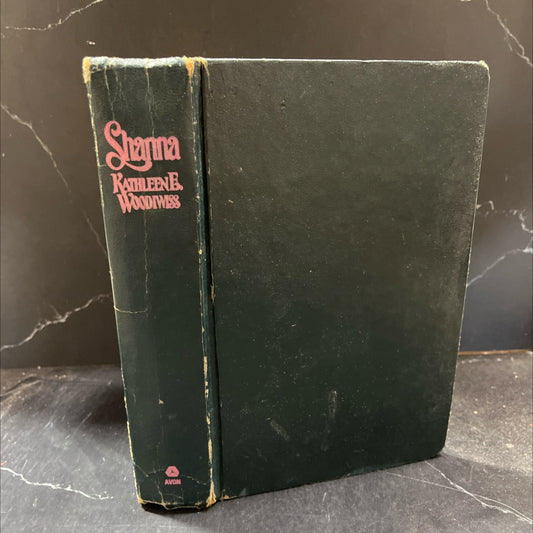 Shanna
KATHLEEN E.
WOODIWISS
AVON